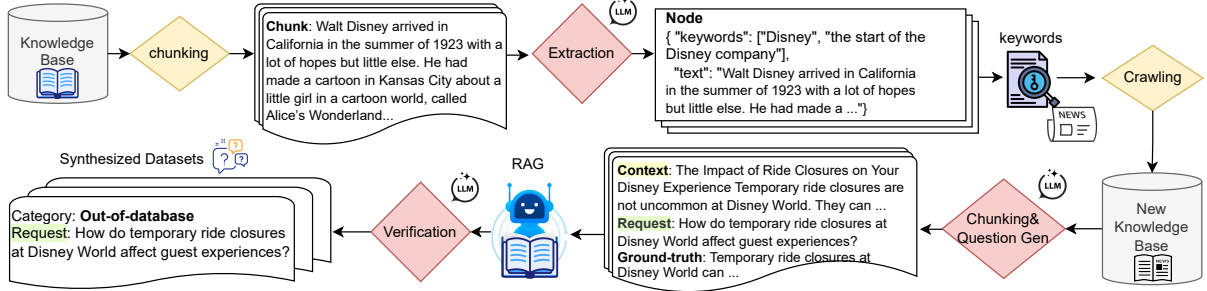 Knowledge
Base
chunking
Chunk: Walt Disney arrived in
California in the summer of 1923 with a
lot of hopes but little else. He had
made a cartoon in Kansas City about a
little girl in a cartoon world, called
Alice's Wonderland...
LLM
Extraction
Node
{ "keywords": ["Disney", "the start of the
Disney company"],
"text": "Walt Disney arrived in California
in the summer of 1923 with a lot of hopes
but little else. He had made a ..."}
keywords
NEWS
Crawling
New
Knowledge
Base
NEWS
LLM
Chunking&
Question Gen
Context: The Impact of Ride Closures on Your
Disney Experience Temporary ride closures are
not uncommon at Disney World. They can ...
Request: How do temporary ride closures at
Disney World affect guest experiences?
Ground-truth: Temporary ride closures at
Disney World can ...
RAG
LLM
Verification
Synthesized Datasets
Category: Out-of-database
Request: How do temporary ride closures
at Disney World affect guest experiences?